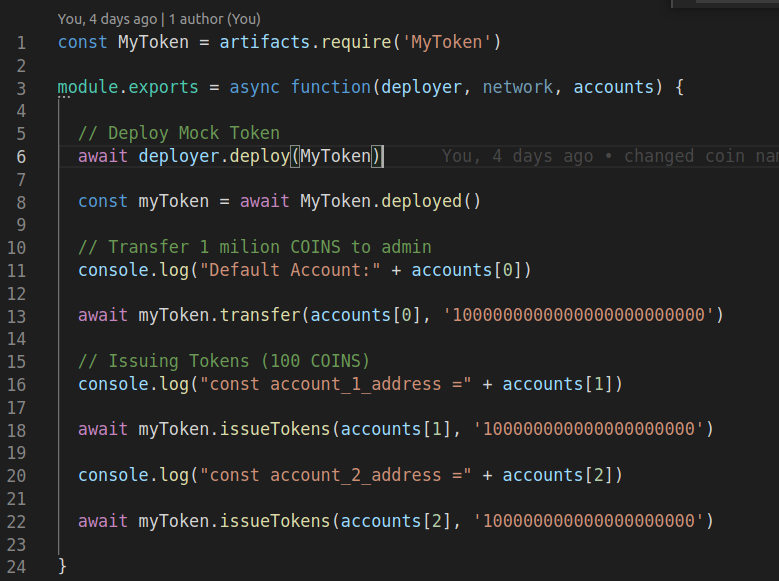 You, 4 days ago | 1 author (You)
1 const MyToken = artifacts.require('MyToken')
2
3 module.exports = async function(deployer, network, accounts) {
4
5 // Deploy Mock Token
6 await deployer.deploy(MyToken) You, 4 days ago • changed coin nam
7
8 const myToken = await MyToken.deployed()
9
10 // Transfer 1 milion COINS to admin
11 console.log("Default Account:" + accounts[0])
12
13 await myToken.transfer(accounts[0], '1000000000000000000000000')
14
15 // Issuing Tokens (100 COINS)
16 console.log("const account_1_address =" + accounts[1])
17
18 await myToken.issueTokens(accounts[1], '100000000000000000000')
19
20 console.log("const account_2_address =" + accounts[2])
21
22 await myToken.issueTokens(accounts[2], '100000000000000000000')
23
24 }